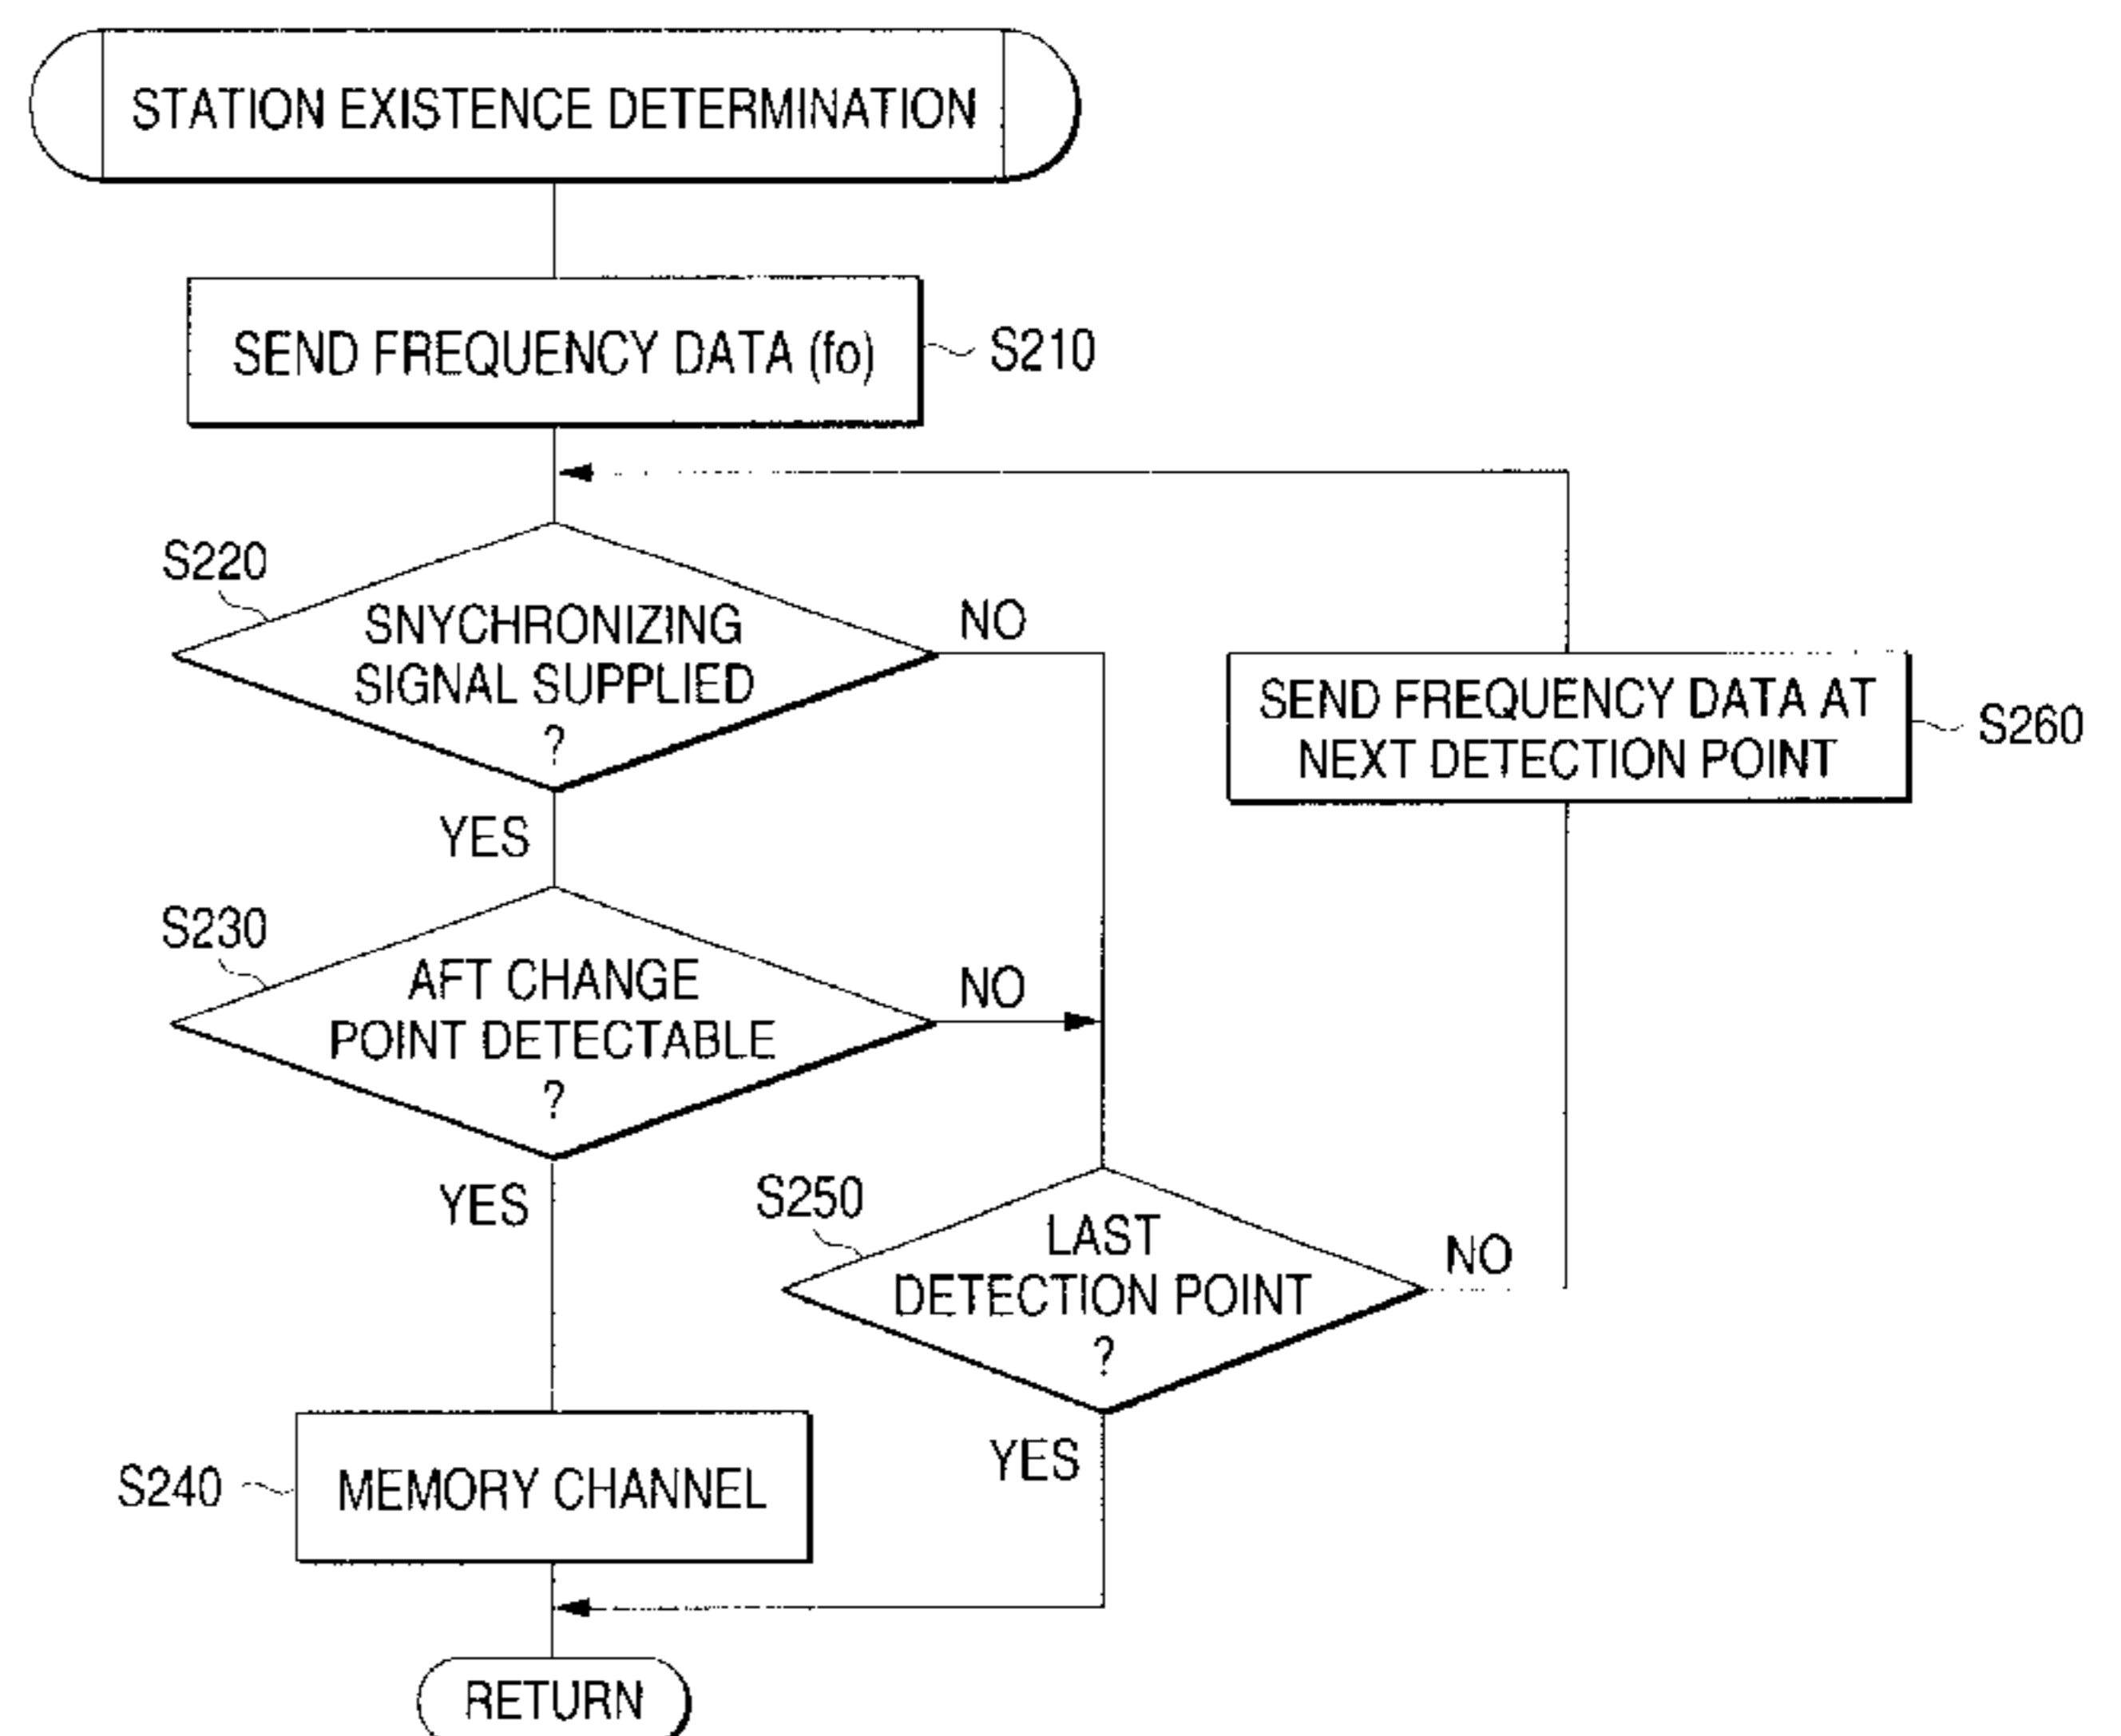 STATION EXISTENCE DETERMINATION
SEND FREQUENCY DATA (fo)
S210
S220
SNYCHRONIZING
SIGNAL SUPPLIED
?
NO
YES
SEND FREQUENCY DATA AT
NEXT DETECTION POINT
S260
S230
AFT CHANGE
POINT DETECTABLE
?
NO
YES
S250
LAST
DETECTION POINT
?
NO
YES
S240
MEMORY CHANNEL
RETURN